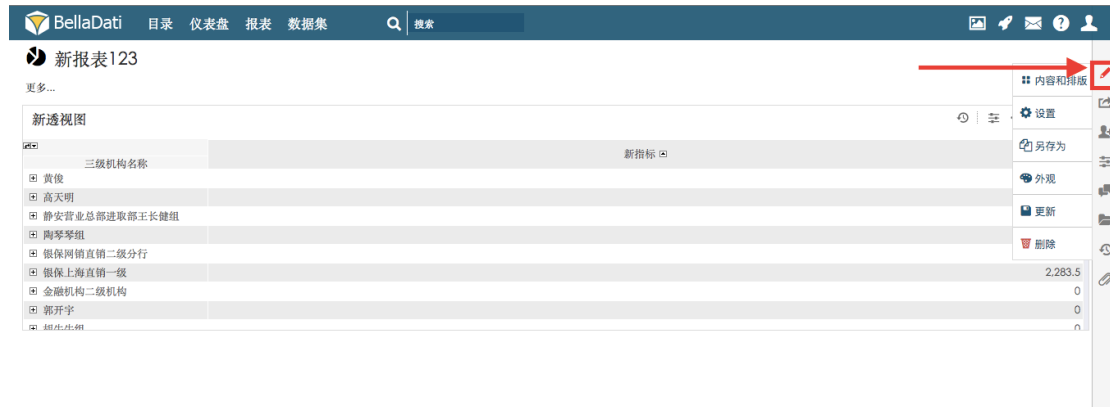 BellaDati 目录 仪表盘 报表 数据集 搜索
新报表123
更多...
内容和排版
新透视图
设置
另存为
三级机构名称 新指标
外观
黄俊
高天明
静安营业总部进取部王长健组
更新
陶琴琴组
银保网销直销二级分行
删除
银保上海直销一级 2,283.5
金融机构二级机构 0
郭开宇 0